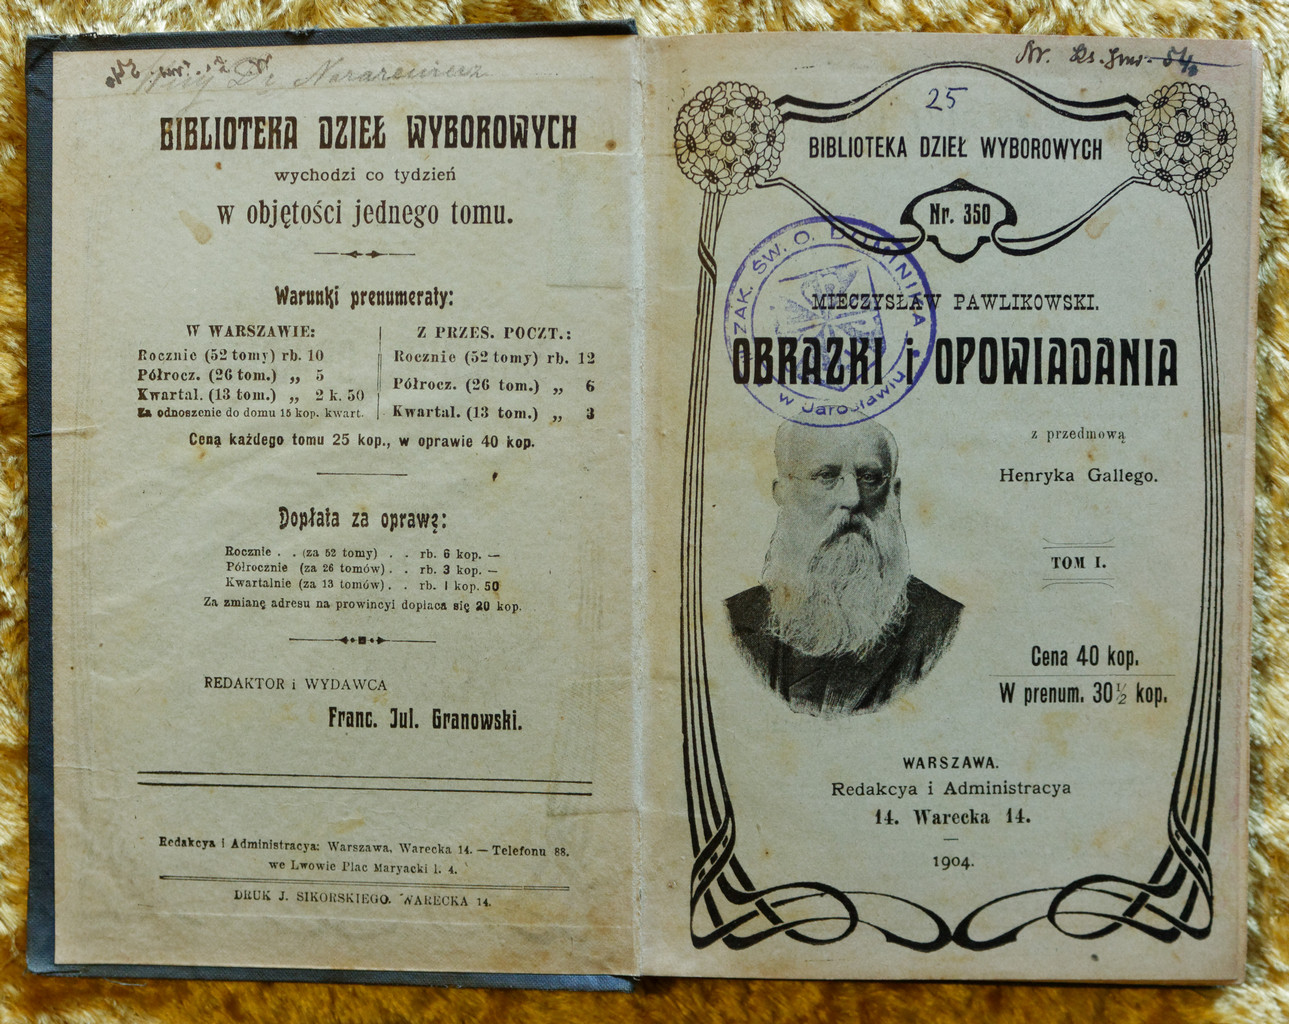 Dr Nazarewicz
BIBLIOTEKA DZIEŁ WYBOROWYCH
wychodzi co tydzień
w objętości jednego tomu.
Warunki prenumeraty:
W WARSZAWIE:
Rocznie (52 tomy) rb. 10
Półrocz. (26 tom.) „ 5
Kwartal. (13 tom.) „ 2 k. 50
Za odnoszenie do domu 15 kop. kwart.
Z PRZES. POCZT.:
Rocznie (52 tomy) rb. 12
Półrocz. (26 tom.) „ 6
Kwartal. (13 tom.) „ 3
Ceną każdego tomu 25 kop., w oprawie 40 kop.
Dopłata za oprawę:
Rocznie . . (za 52 tomy) . . rb. 6 kop. —
Półrocznie (za 26 tomów) . . rb. 3 kop. —
Kwartalnie (za 13 tomów) . . rb. 1 kop. 50
Za zmianę adresu na prowincyi dopłaca się 20 kop.
REDAKTOR i WYDAWCA
Franc. Jul. Granowski.
Redakcya i Administracya: Warszawa, Warecka 14. — Telefonu 88.
we Lwowie Plac Maryacki l. 4.
DRUK J. SIKORSKIEGO. WARECKA 14.
Nr.
25
BIBLIOTEKA DZIEŁ WYBOROWYCH
Nr. 350
ZAK. ŚW. O. DOMINIKA
w Jarosławiu
MIECZYSŁAW PAWLIKOWSKI.
OBRAZKI i OPOWIADANIA
z przedmową
Henryka Gallego.
TOM I.
Cena 40 kop.
W prenum. 30½ kop.
WARSZAWA.
Redakcya i Administracya
14. Warecka 14.
1904.